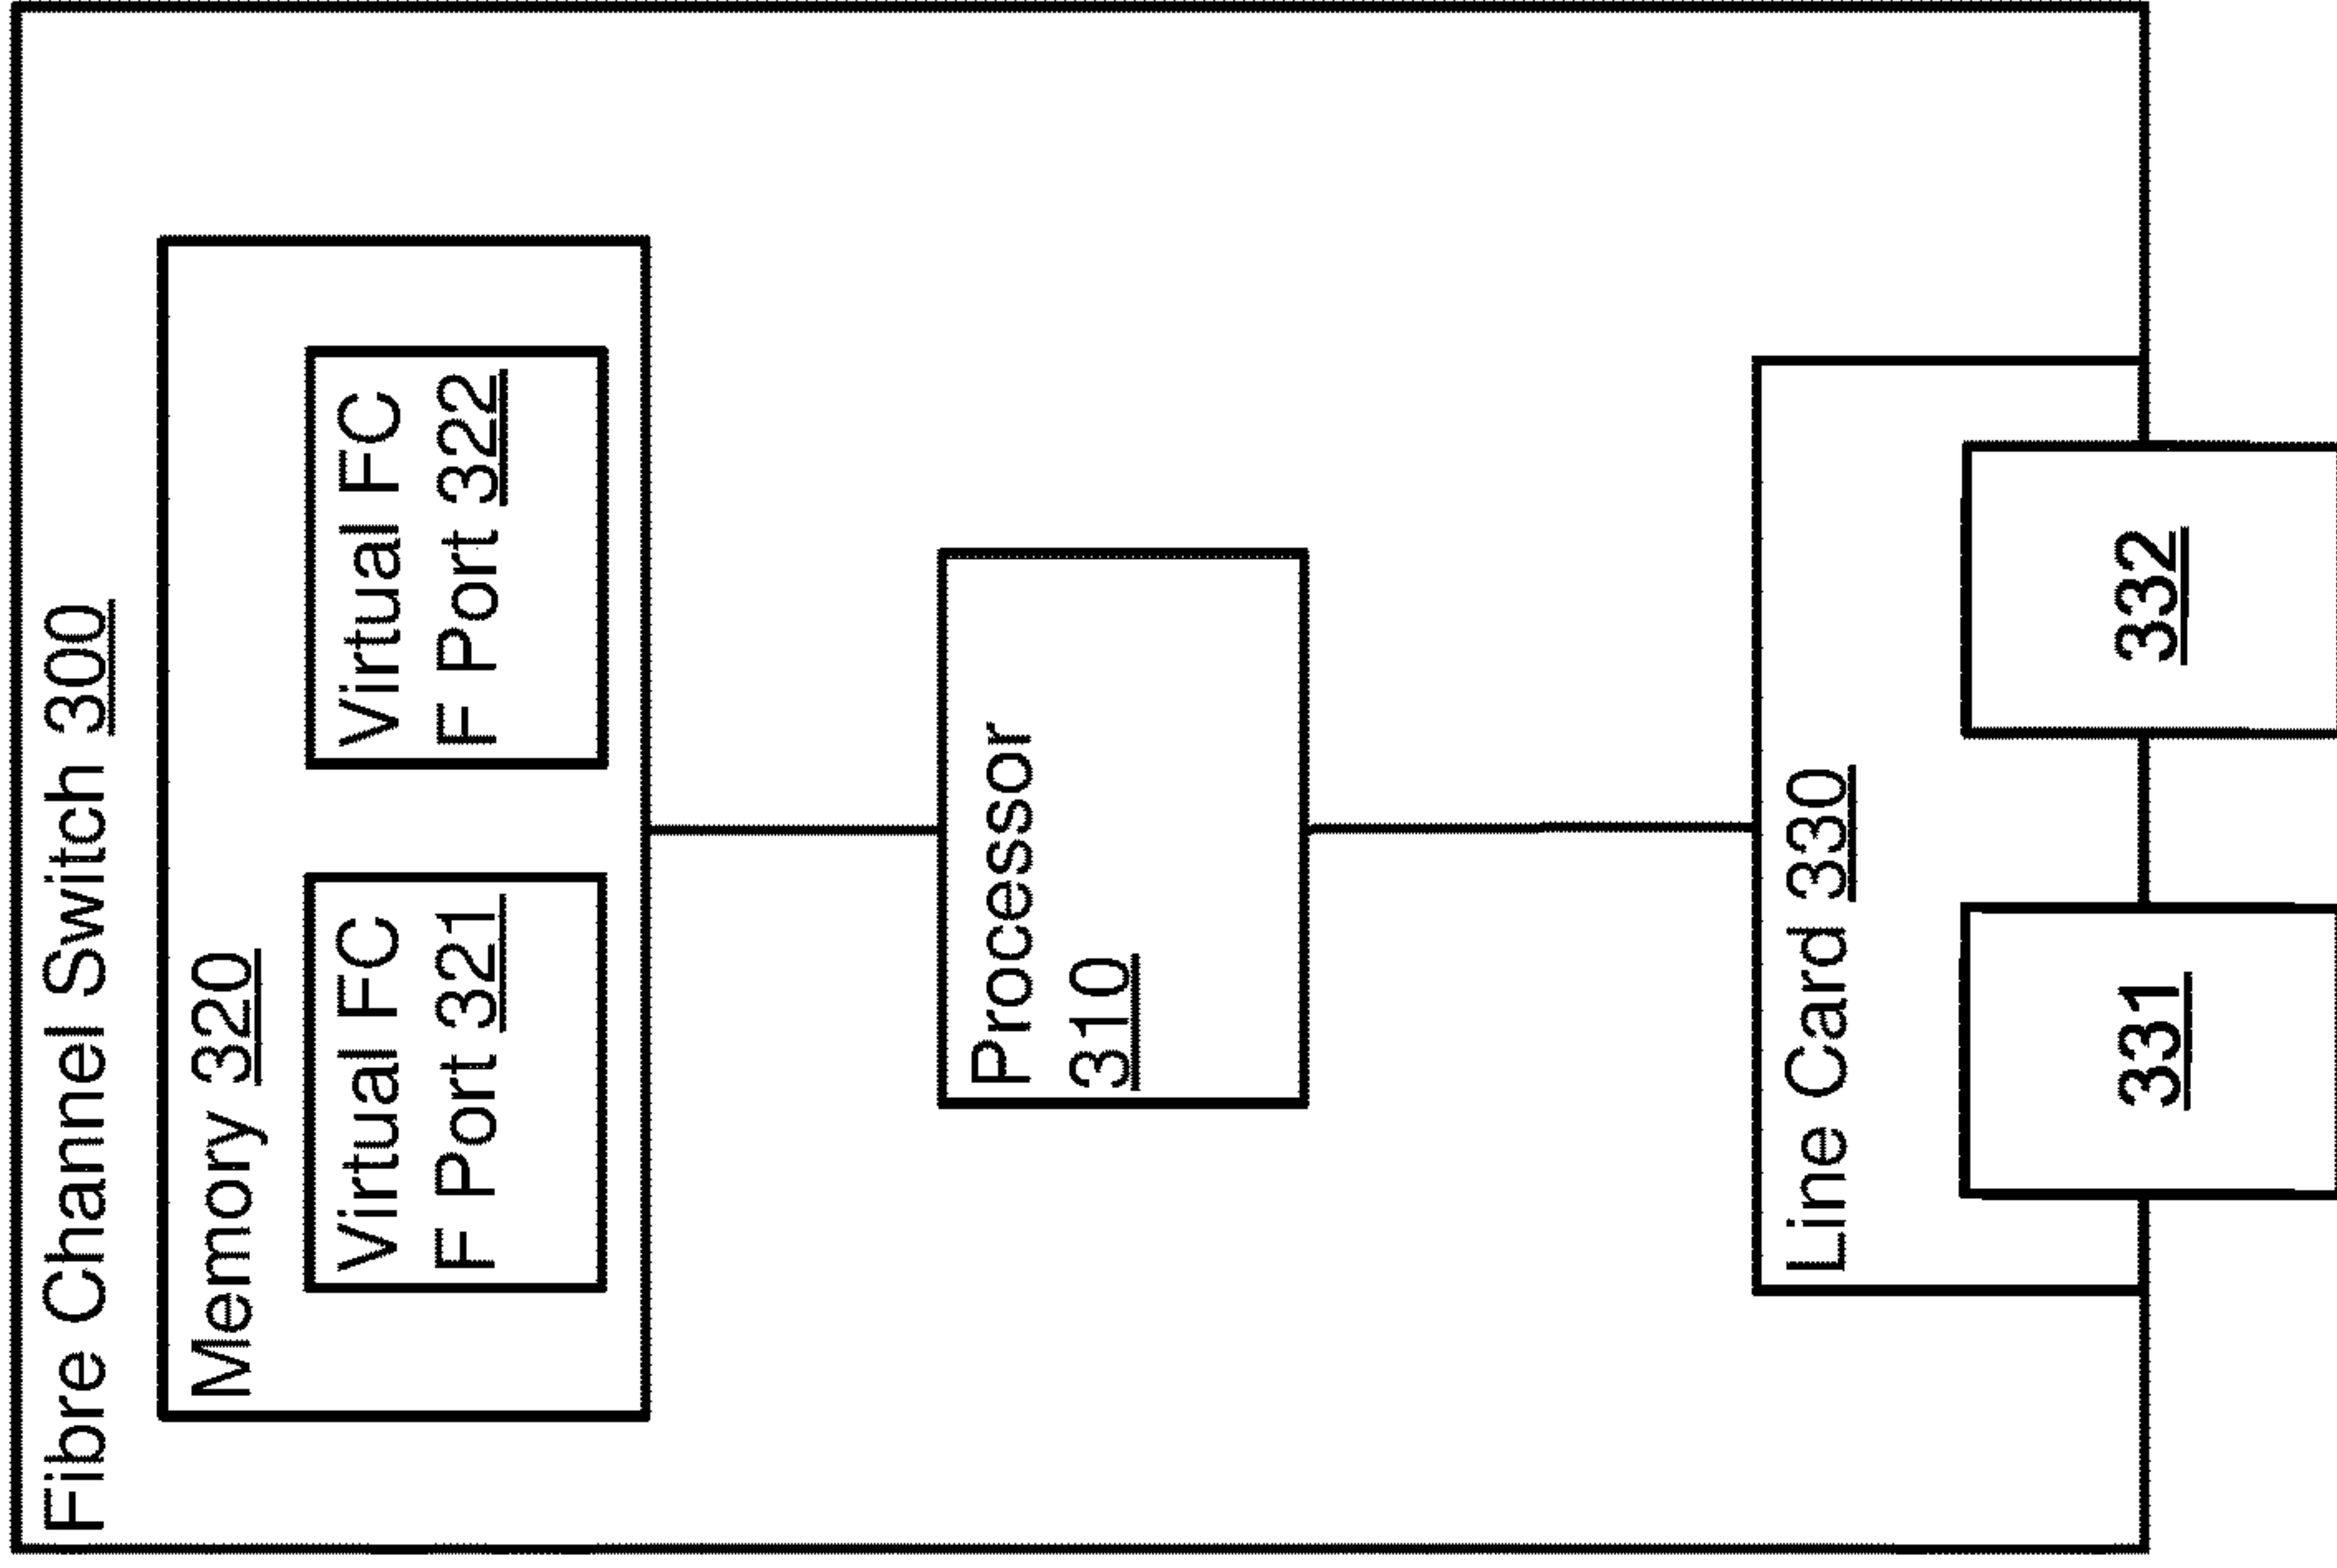 Fibre Channel Switch 300
Memory 320
Virtual FC
F Port 321
Virtual FC
F Port 322
Processor
310
Line Card 330
331
332